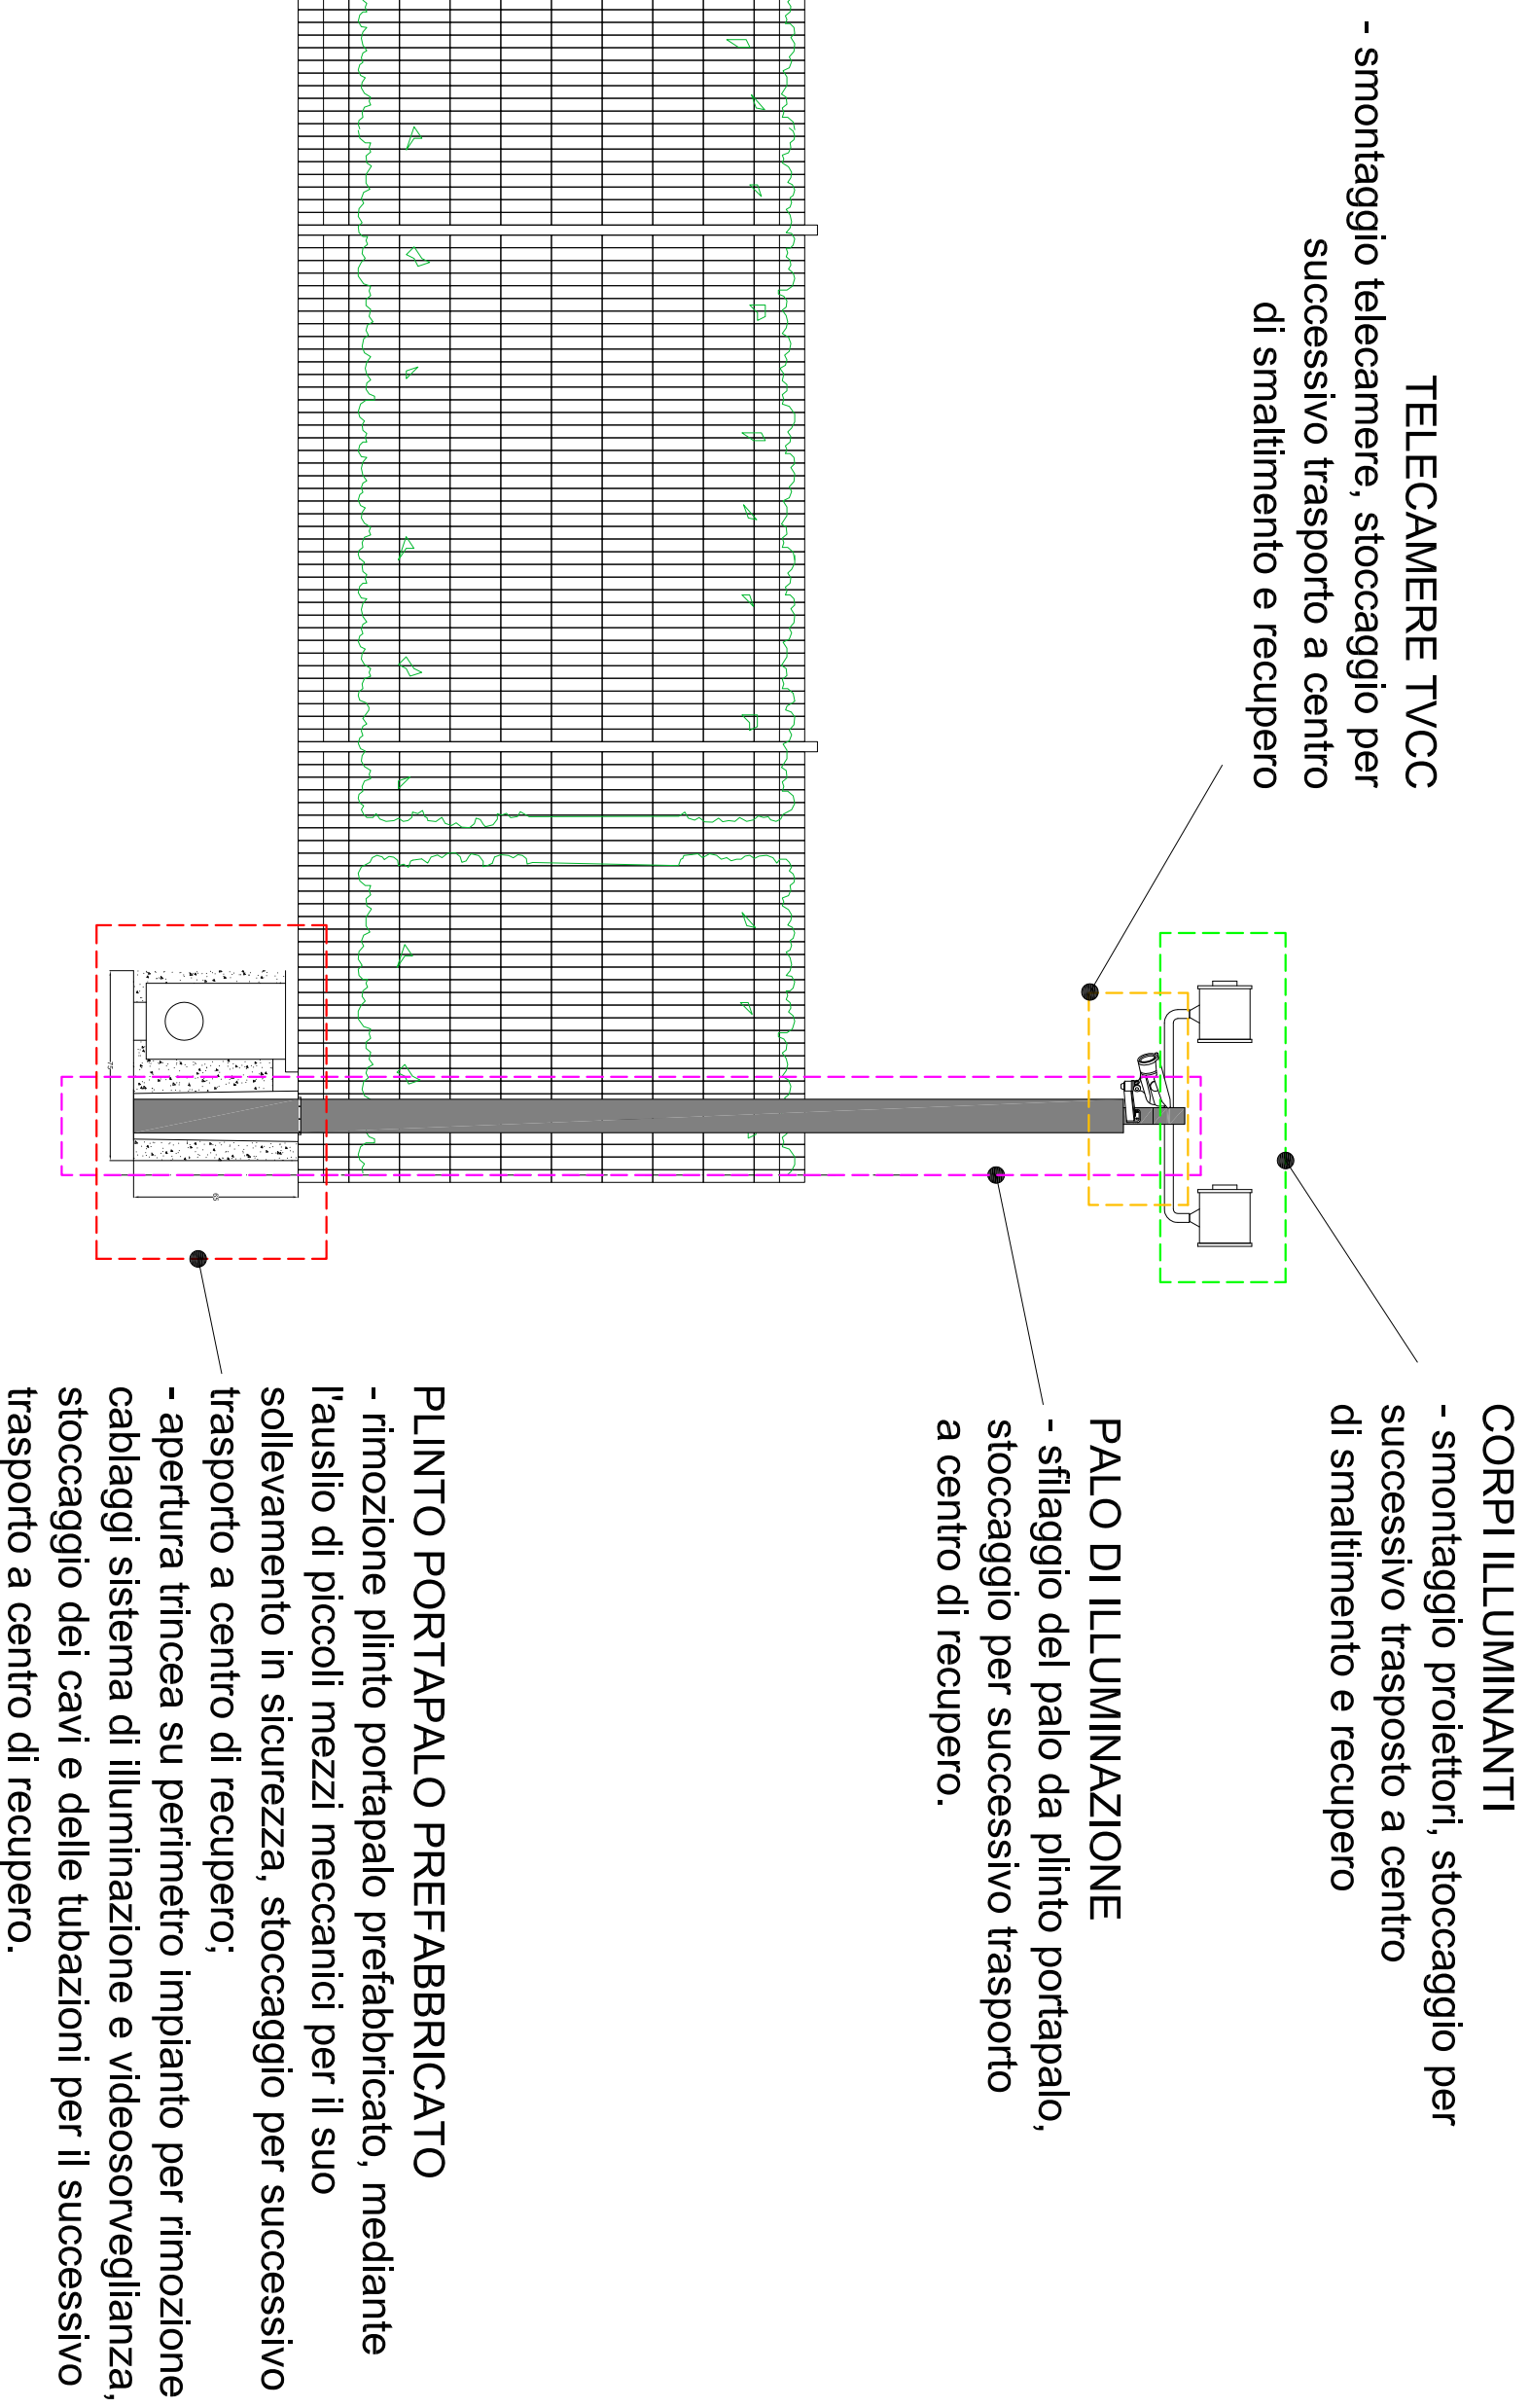 TELECAMERE TVCC
- smontaggio telecamere, stoccaggio per
successivo trasporto a centro
di smaltimento e recupero
CORPI ILLUMINANTI
- smontaggio proiettori, stoccaggio per
successivo trasposto a centro
di smaltimento e recupero
PALO DI ILLUMINAZIONE
- sfilaggio del palo da plinto portapalo,
stoccaggio per successivo trasporto
a centro di recupero.
PLINTO PORTAPALO PREFABBRICATO
- rimozione plinto portapalo prefabbricato, mediante
l'auslio di piccoli mezzi meccanici per il suo
sollevamento in sicurezza, stoccaggio per successivo
trasporto a centro di recupero;
- apertura trincea su perimetro impianto per rimozione
cablaggi sistema di illuminazione e videosorveglianza,
stoccaggio dei cavi e delle tubazioni per il successivo
trasporto a centro di recupero.
75
65